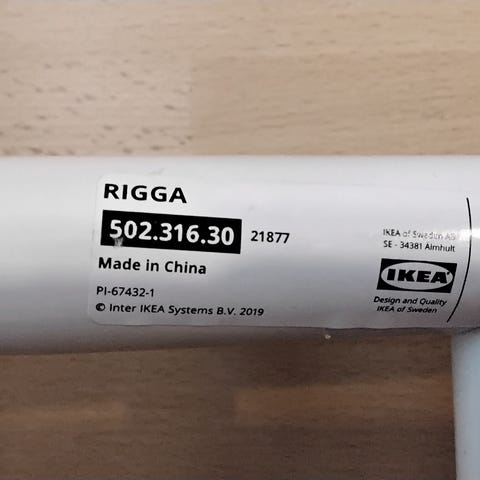 RIGGA
502.316.30 21877
Made in China
PI-67432-1
© Inter IKEA Systems B.V. 2019
IKEA of Sweden AB
SE - 34381 Älmhult
IKEA
Design and Quality
IKEA of Sweden